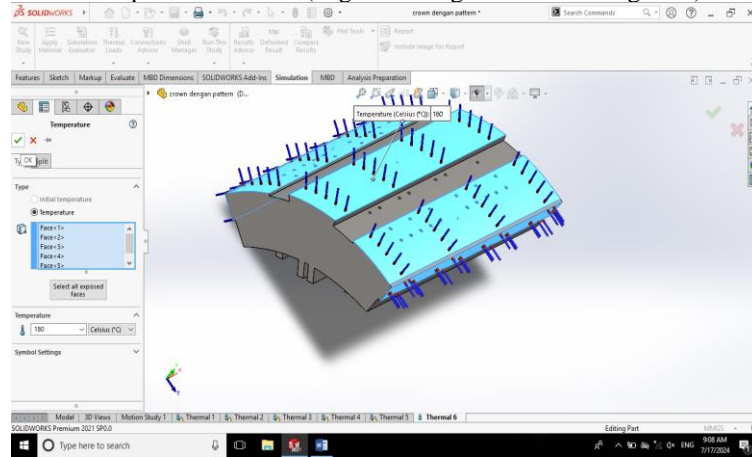 SOLIDWORKS
crown dengan pattern *
Search Commands
New Study
Apply Material
Simulation Evaluator
Thermal Loads
Connections Advisor
Shell Manager
Run This Study
Results Advisor
Deformed Result
Compare Results
Plot Tools
Report
Include Image for Report
Features
Sketch
Markup
Evaluate
MBD Dimensions
SOLIDWORKS Add-Ins
Simulation
MBD
Analysis Preparation
crown dengan pattern (D...
Temperature
OK
Split
Type
Initial temperature
Temperature
Face<1>
Face<2>
Face<3>
Face<4>
Face<5>
Select all exposed
faces
Temperature
180
Celsius (°C)
Symbol Settings
Temperature (Celsius (°C)): 180
Model
3D Views
Motion Study 1
Thermal 1
Thermal 2
Thermal 3
Thermal 4
Thermal 5
Thermal 6
SOLIDWORKS Premium 2021 SP0.0
Editing Part
MMGS
Type here to search
ENG
9:08 AM
7/17/2024